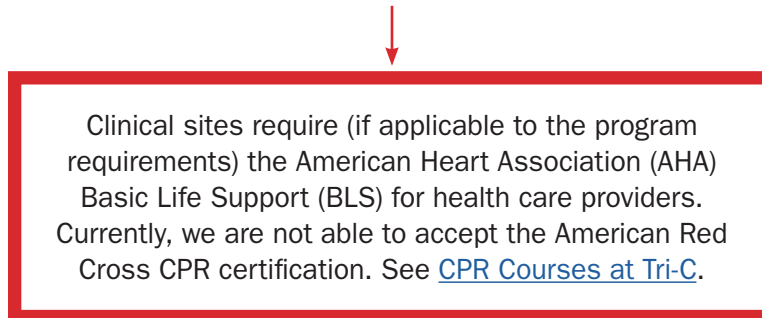 Clinical sites require (if applicable to the program
requirements) the American Heart Association (AHA)
Basic Life Support (BLS) for health care providers.
Currently, we are not able to accept the American Red
Cross CPR certification. See CPR Courses at Tri-C.